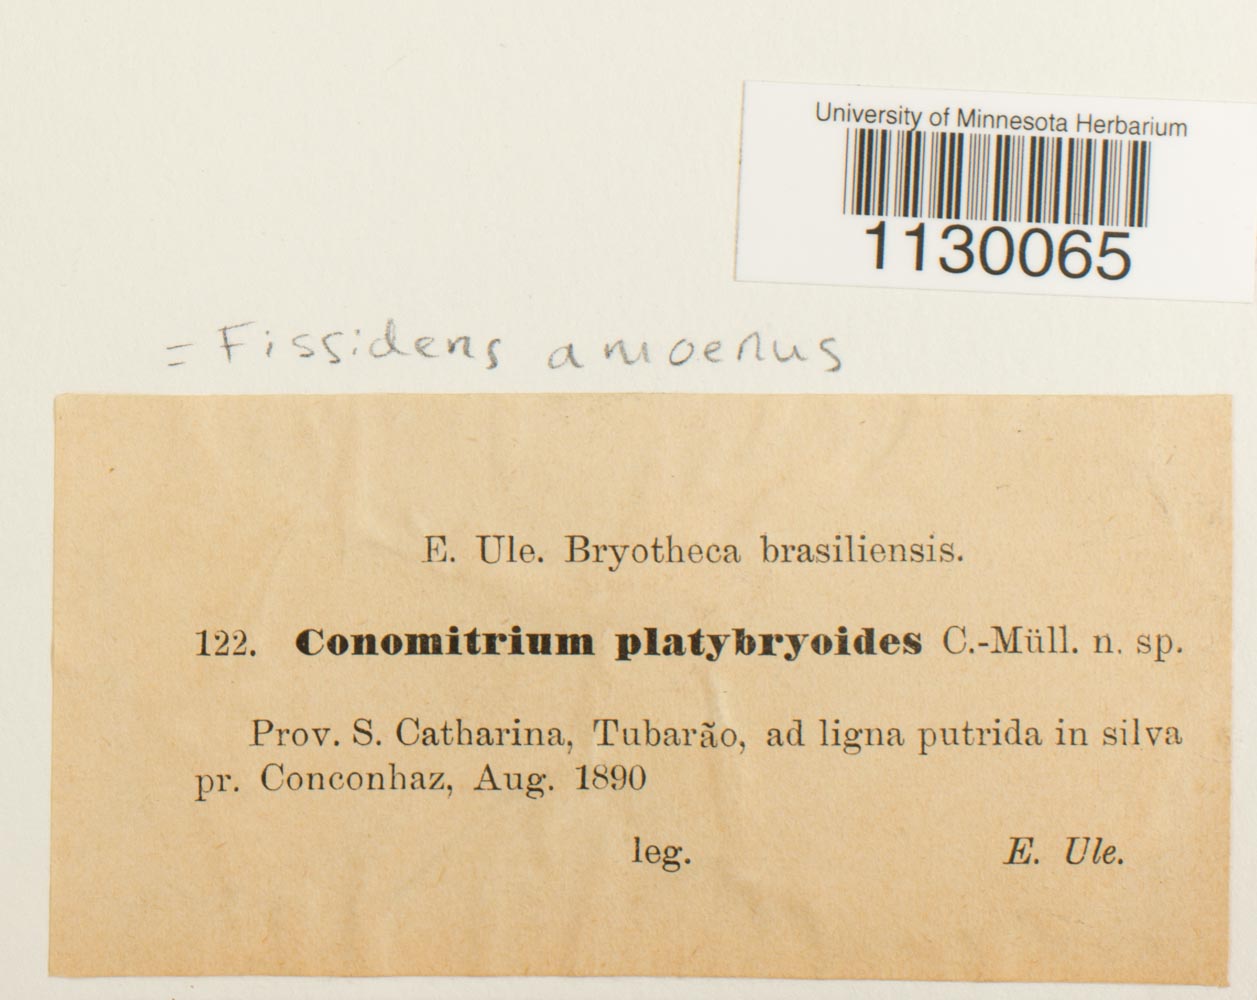 University of Minnesota Herbarium
1130065
= Fissidens amoenus
E. Ule. Bryotheca brasiliensis.
122. Conomitrium platybryoides C.-Müll. n. sp.
Prov. S. Catharina, Tubarão, ad ligna putrida in silva
pr. Conconhaz, Aug. 1890
leg. E. Ule.